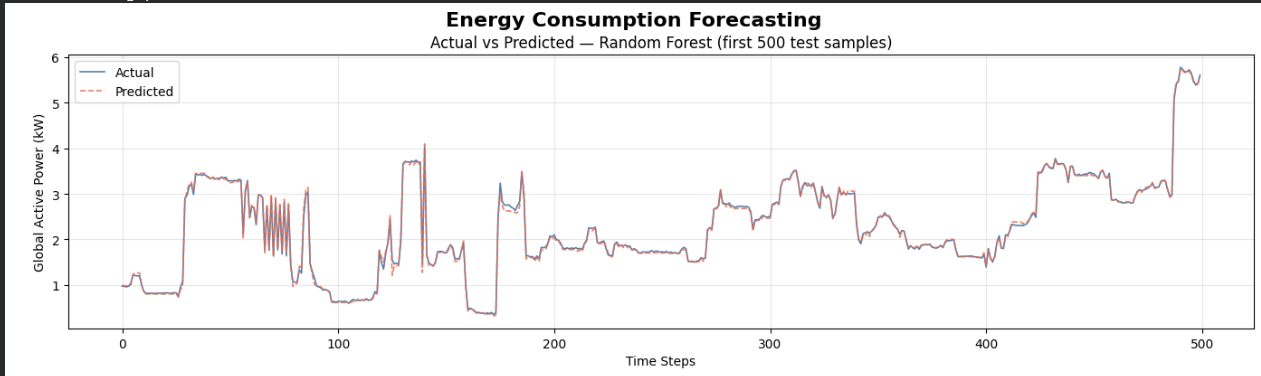 Energy Consumption Forecasting
Actual vs Predicted — Random Forest (first 500 test samples)
Actual
Predicted
Global Active Power (kW)
6
5
4
3
2
1
0
100
200
300
400
500
Time Steps